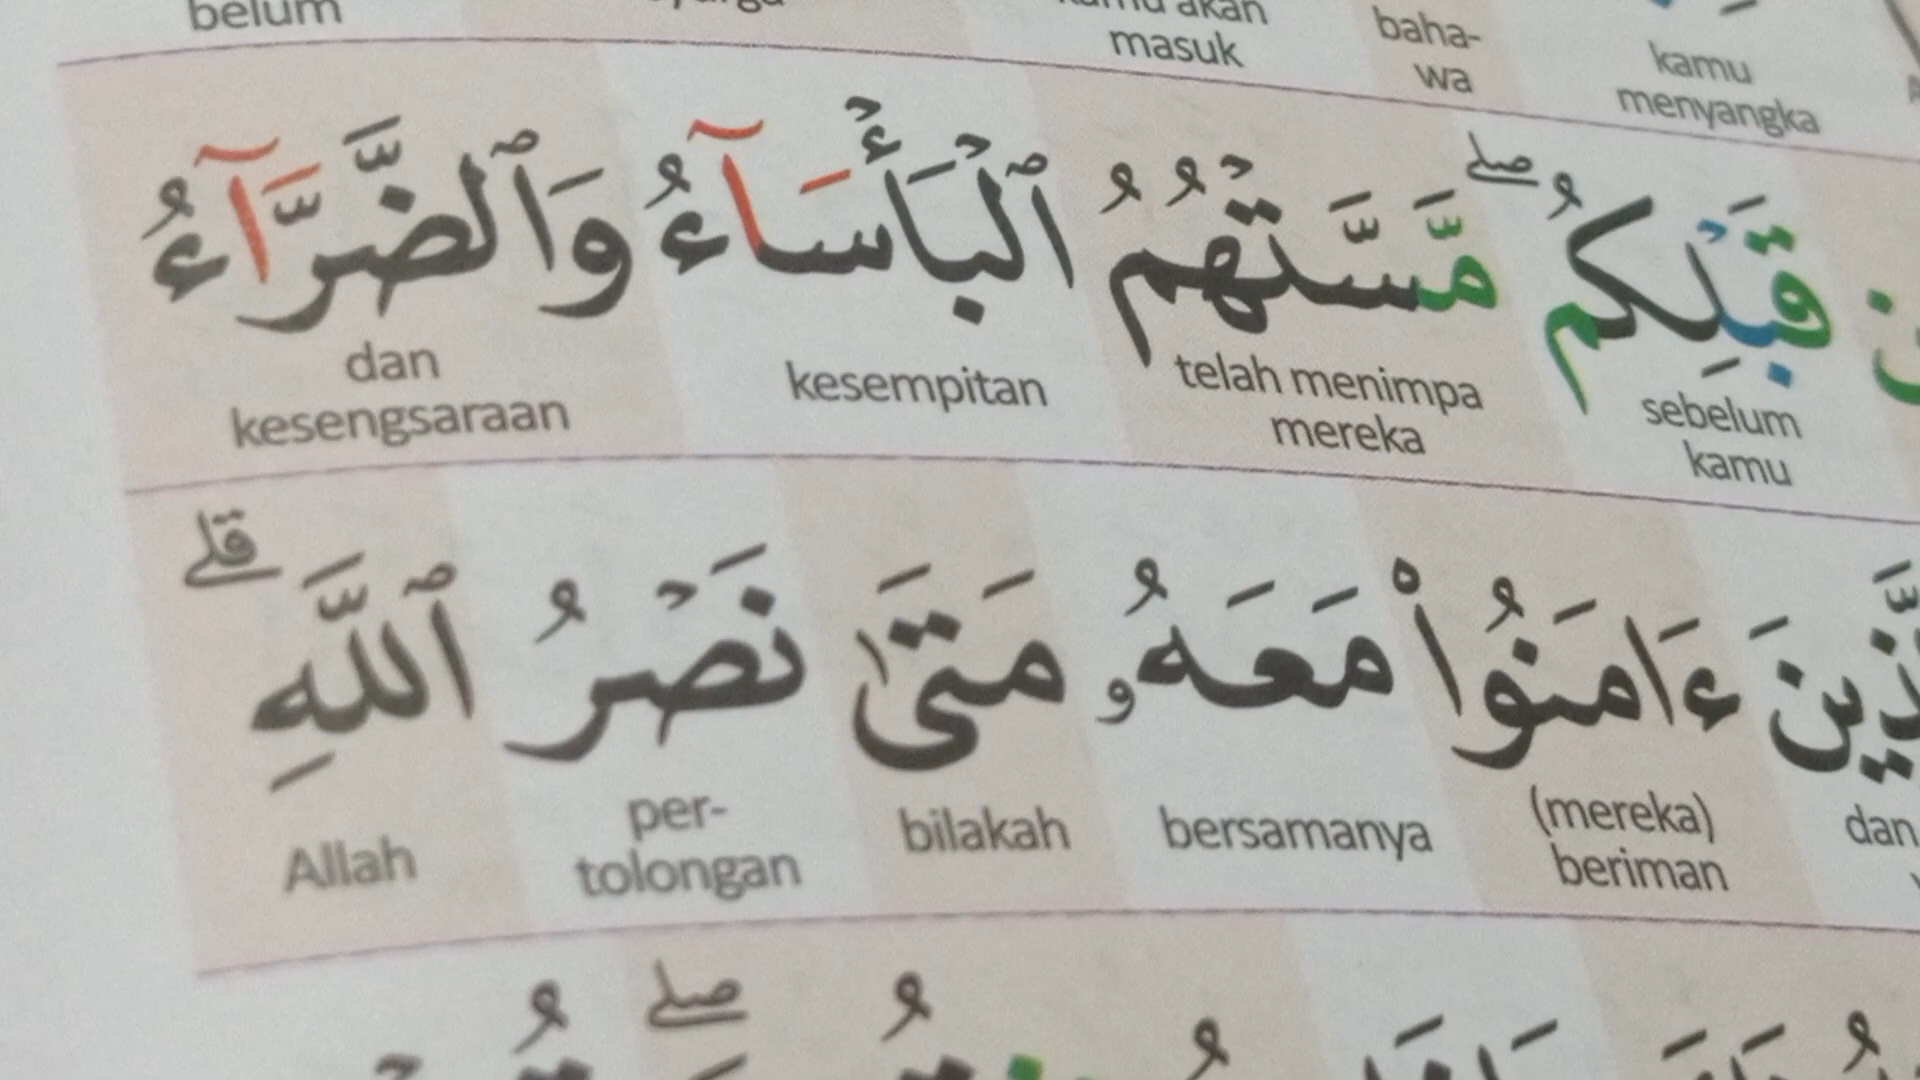 belum
masuk
baha-
wa
kamu
menyangka
قَبْلِكُم ۖ مَّسَّتْهُمُ ٱلْبَأْسَآءُ وَٱلضَّرَّآءُ
sebelum
kamu
telah menimpa
mereka
kesempitan
dan
kesengsaraan
ءَامَنُوا۟ مَعَهُۥ مَتَىٰ نَصْرُ ٱللَّهِ ۗ
dan
(mereka)
beriman
bersamanya
bilakah
per-
tolongan
Allah